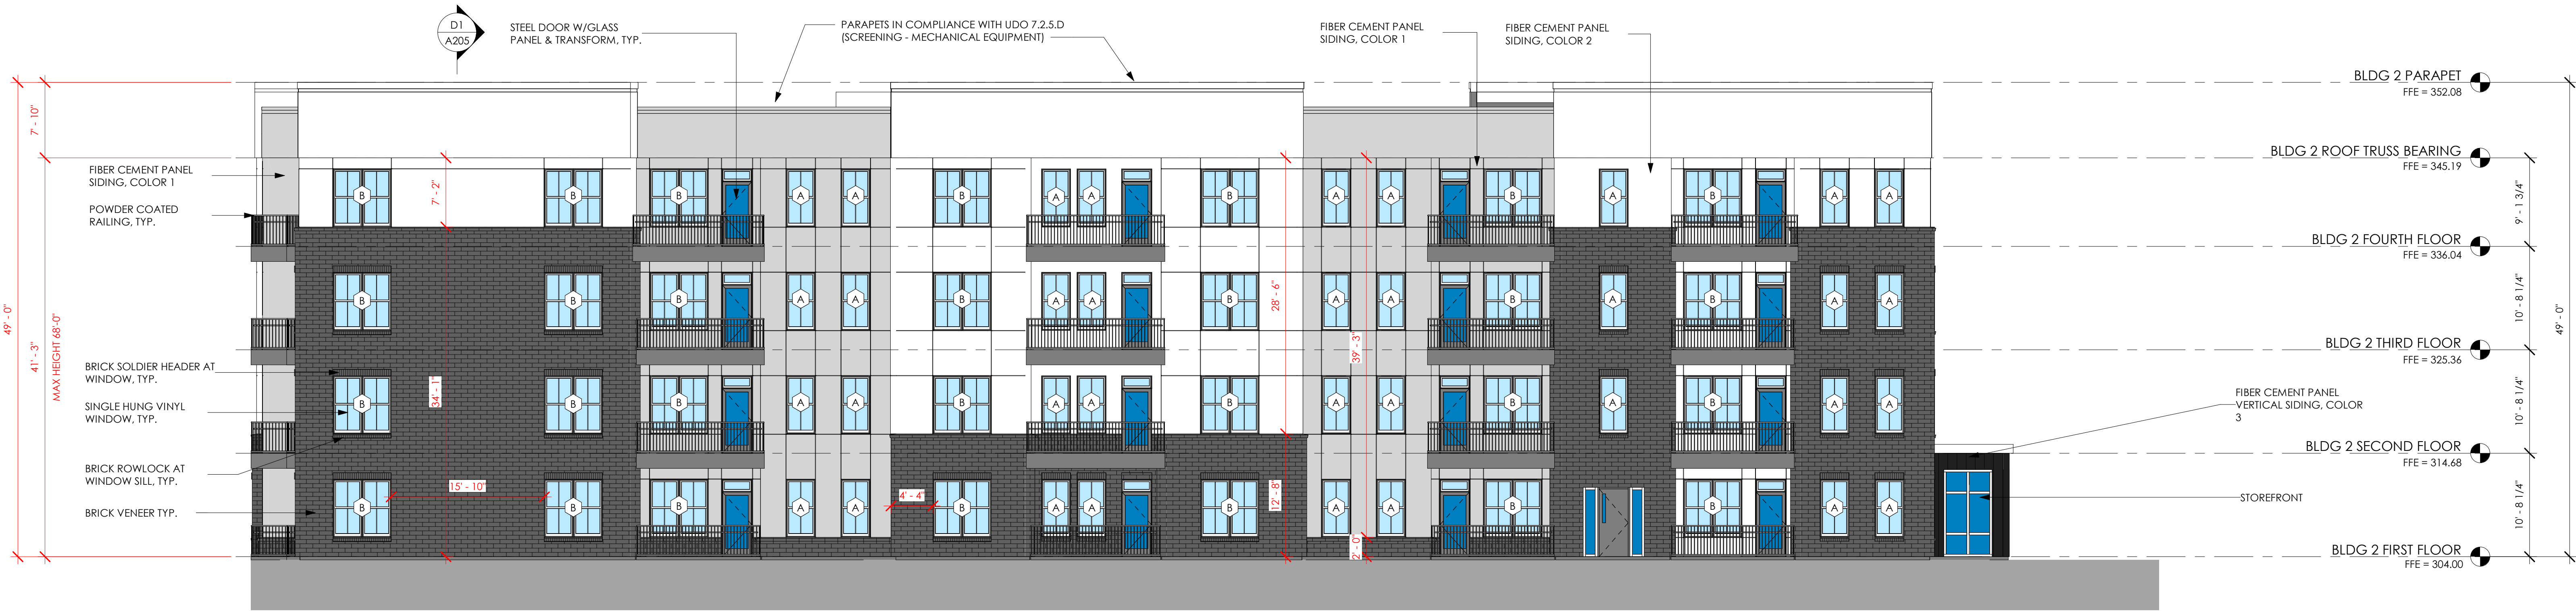 D1
A205
STEEL DOOR W/GLASS
PANEL & TRANSFORM, TYP.
PARAPETS IN COMPLIANCE WITH UDO 7.2.5.D
(SCREENING - MECHANICAL EQUIPMENT)
FIBER CEMENT PANEL
SIDING, COLOR 1
FIBER CEMENT PANEL
SIDING, COLOR 2
BLDG 2 PARAPET
FFE = 352.08
BLDG 2 ROOF TRUSS BEARING
FFE = 345.19
BLDG 2 FOURTH FLOOR
FFE = 336.04
BLDG 2 THIRD FLOOR
FFE = 325.36
BLDG 2 SECOND FLOOR
FFE = 314.68
BLDG 2 FIRST FLOOR
FFE = 304.00
9' - 1 3/4"
10' - 8 1/4"
10' - 8 1/4"
10' - 8 1/4"
49' - 0"
FIBER CEMENT PANEL
VERTICAL SIDING, COLOR
3
STOREFRONT
49' - 0"
7' - 10"
41' - 3"
MAX HEIGHT 68'-0"
FIBER CEMENT PANEL
SIDING, COLOR 1
POWDER COATED
RAILING, TYP.
BRICK SOLDIER HEADER AT
WINDOW, TYP.
SINGLE HUNG VINYL
WINDOW, TYP.
BRICK ROWLOCK AT
WINDOW SILL, TYP.
BRICK VENEER TYP.
7' - 2"
34' - 1"
15' - 10"
4' - 4"
28' - 6"
12' - 8"
39' - 3"
2' - 0"
B B B A A B A A B A A B A B A A
B B B A A B A A B A A B A B A A
B B B A A B A A B A A B A B A A
B B B A A B A A B A A B B A A